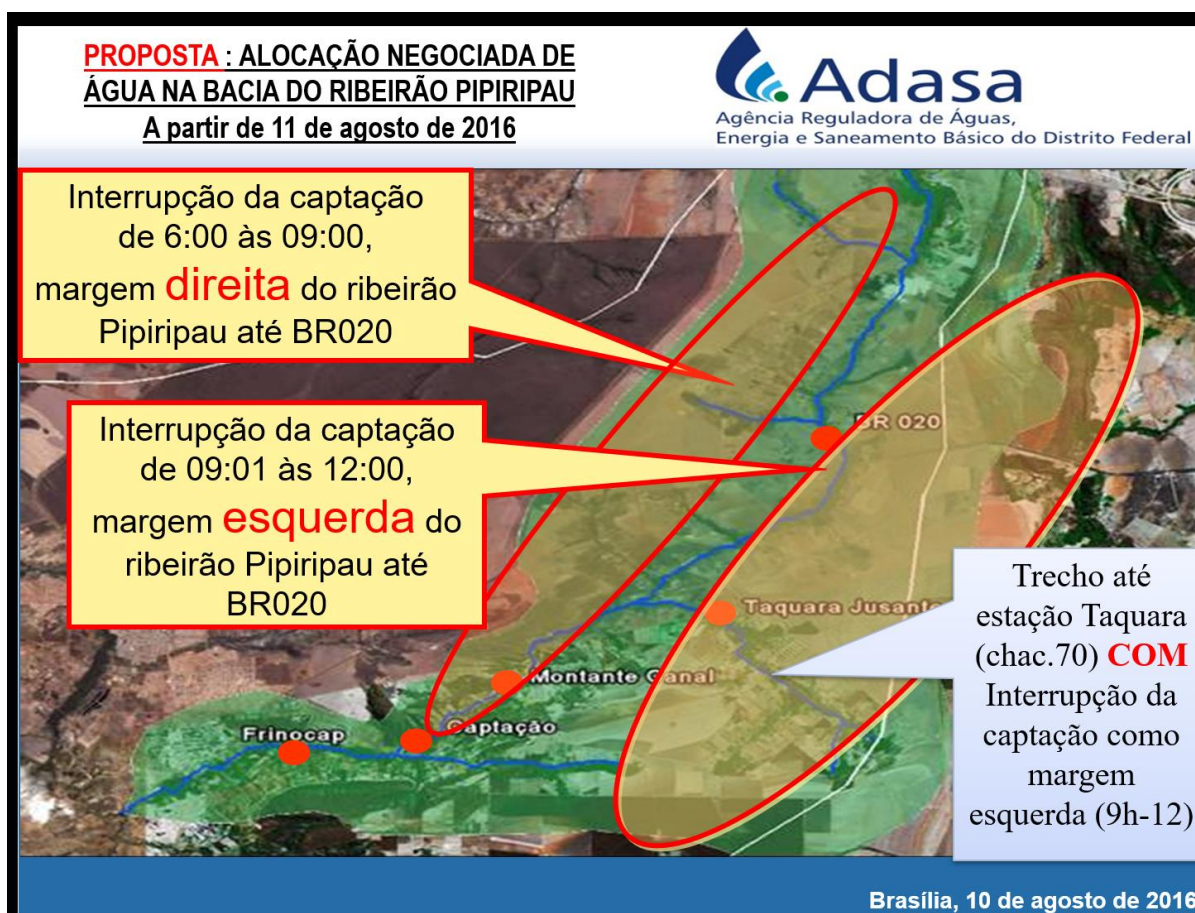 PROPOSTA : ALOCAÇÃO NEGOCIADA DE
ÁGUA NA BACIA DO RIBEIRÃO PIPIRIPAU
A partir de 11 de agosto de 2016
Adasa
Agência Reguladora de Águas,
Energia e Saneamento Básico do Distrito Federal
Interrupção da captação
de 6:00 às 09:00,
margem direita do ribeirão
Pipiripau até BR020
Interrupção da captação
de 09:01 às 12:00,
margem esquerda do
ribeirão Pipiripau até
BR020
BR 020
Taquara Jusante
Montante Canal
Captação
Frinocap
Trecho até
estação Taquara
(chac.70) COM
Interrupção da
captação como
margem
esquerda (9h-12)
Brasília, 10 de agosto de 2016